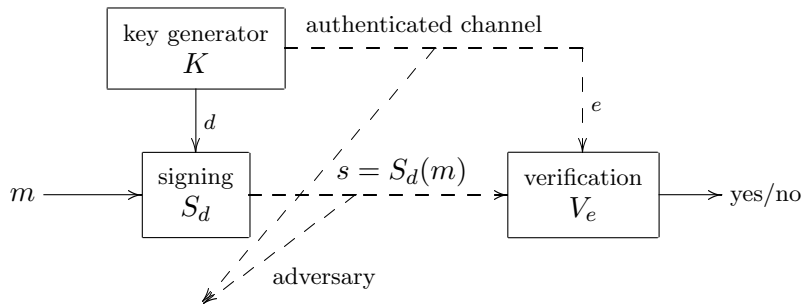 authenticated channel
key generator
K
d
e
m
signing
S_d
s = S_d(m)
verification
V_e
yes/no
adversary